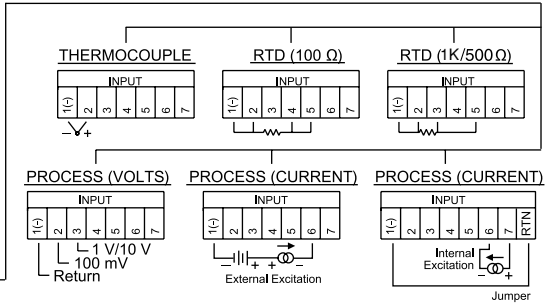 THERMOCOUPLE RTD (100 Ω) RTD (1K/500 Ω)
INPUT INPUT INPUT
1(-) 2 3 4 5 6 7 1(-) 2 3 4 5 6 7 1(-) 2 3 4 5 6 7
− +
PROCESS (VOLTS) PROCESS (CURRENT) PROCESS (CURRENT)
INPUT INPUT INPUT
1(-) 2 3 4 5 6 7 1(-) 2 3 4 5 6 7 1(-) 2 3 4 5 6 7 RTN
1 V/10 V
100 mV
Return
− + + −
External Excitation
Internal
Excitation
− +
Jumper